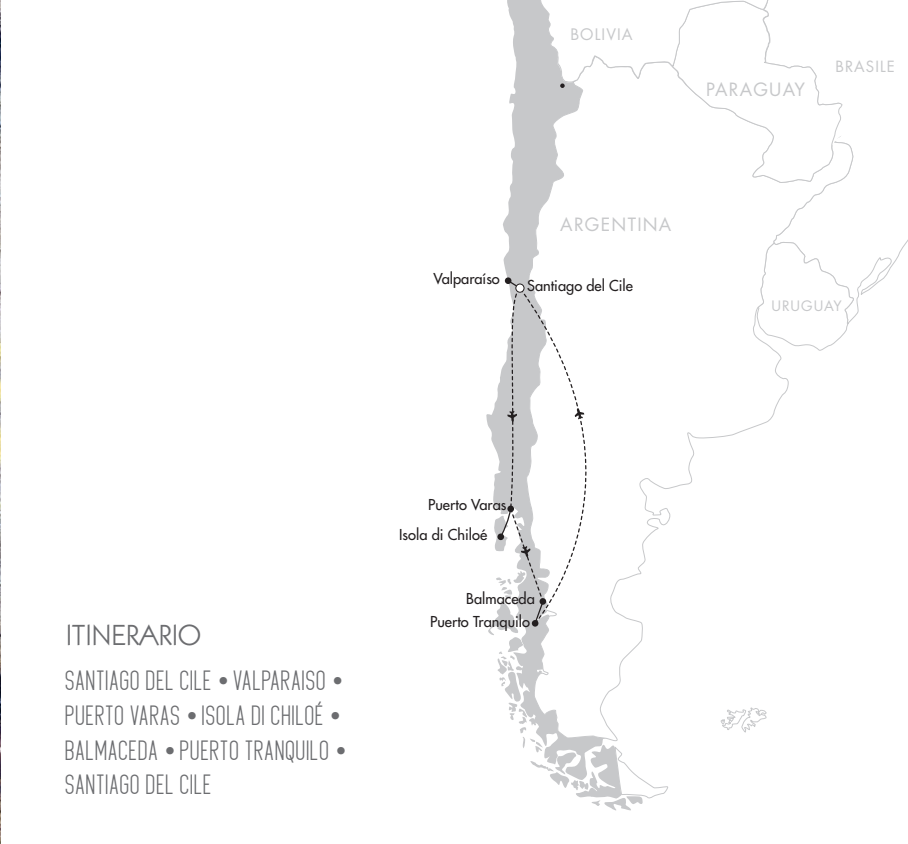 BOLIVIA
BRASILE
PARAGUAY
ARGENTINA
Valparaíso
Santiago del Cile
URUGUAY
Puerto Varas
Isola di Chiloé
Balmaceda
Puerto Tranquilo
ITINERARIO
SANTIAGO DEL CILE • VALPARAISO •
PUERTO VARAS • ISOLA DI CHILOÉ •
BALMACEDA • PUERTO TRANQUILO •
SANTIAGO DEL CILE